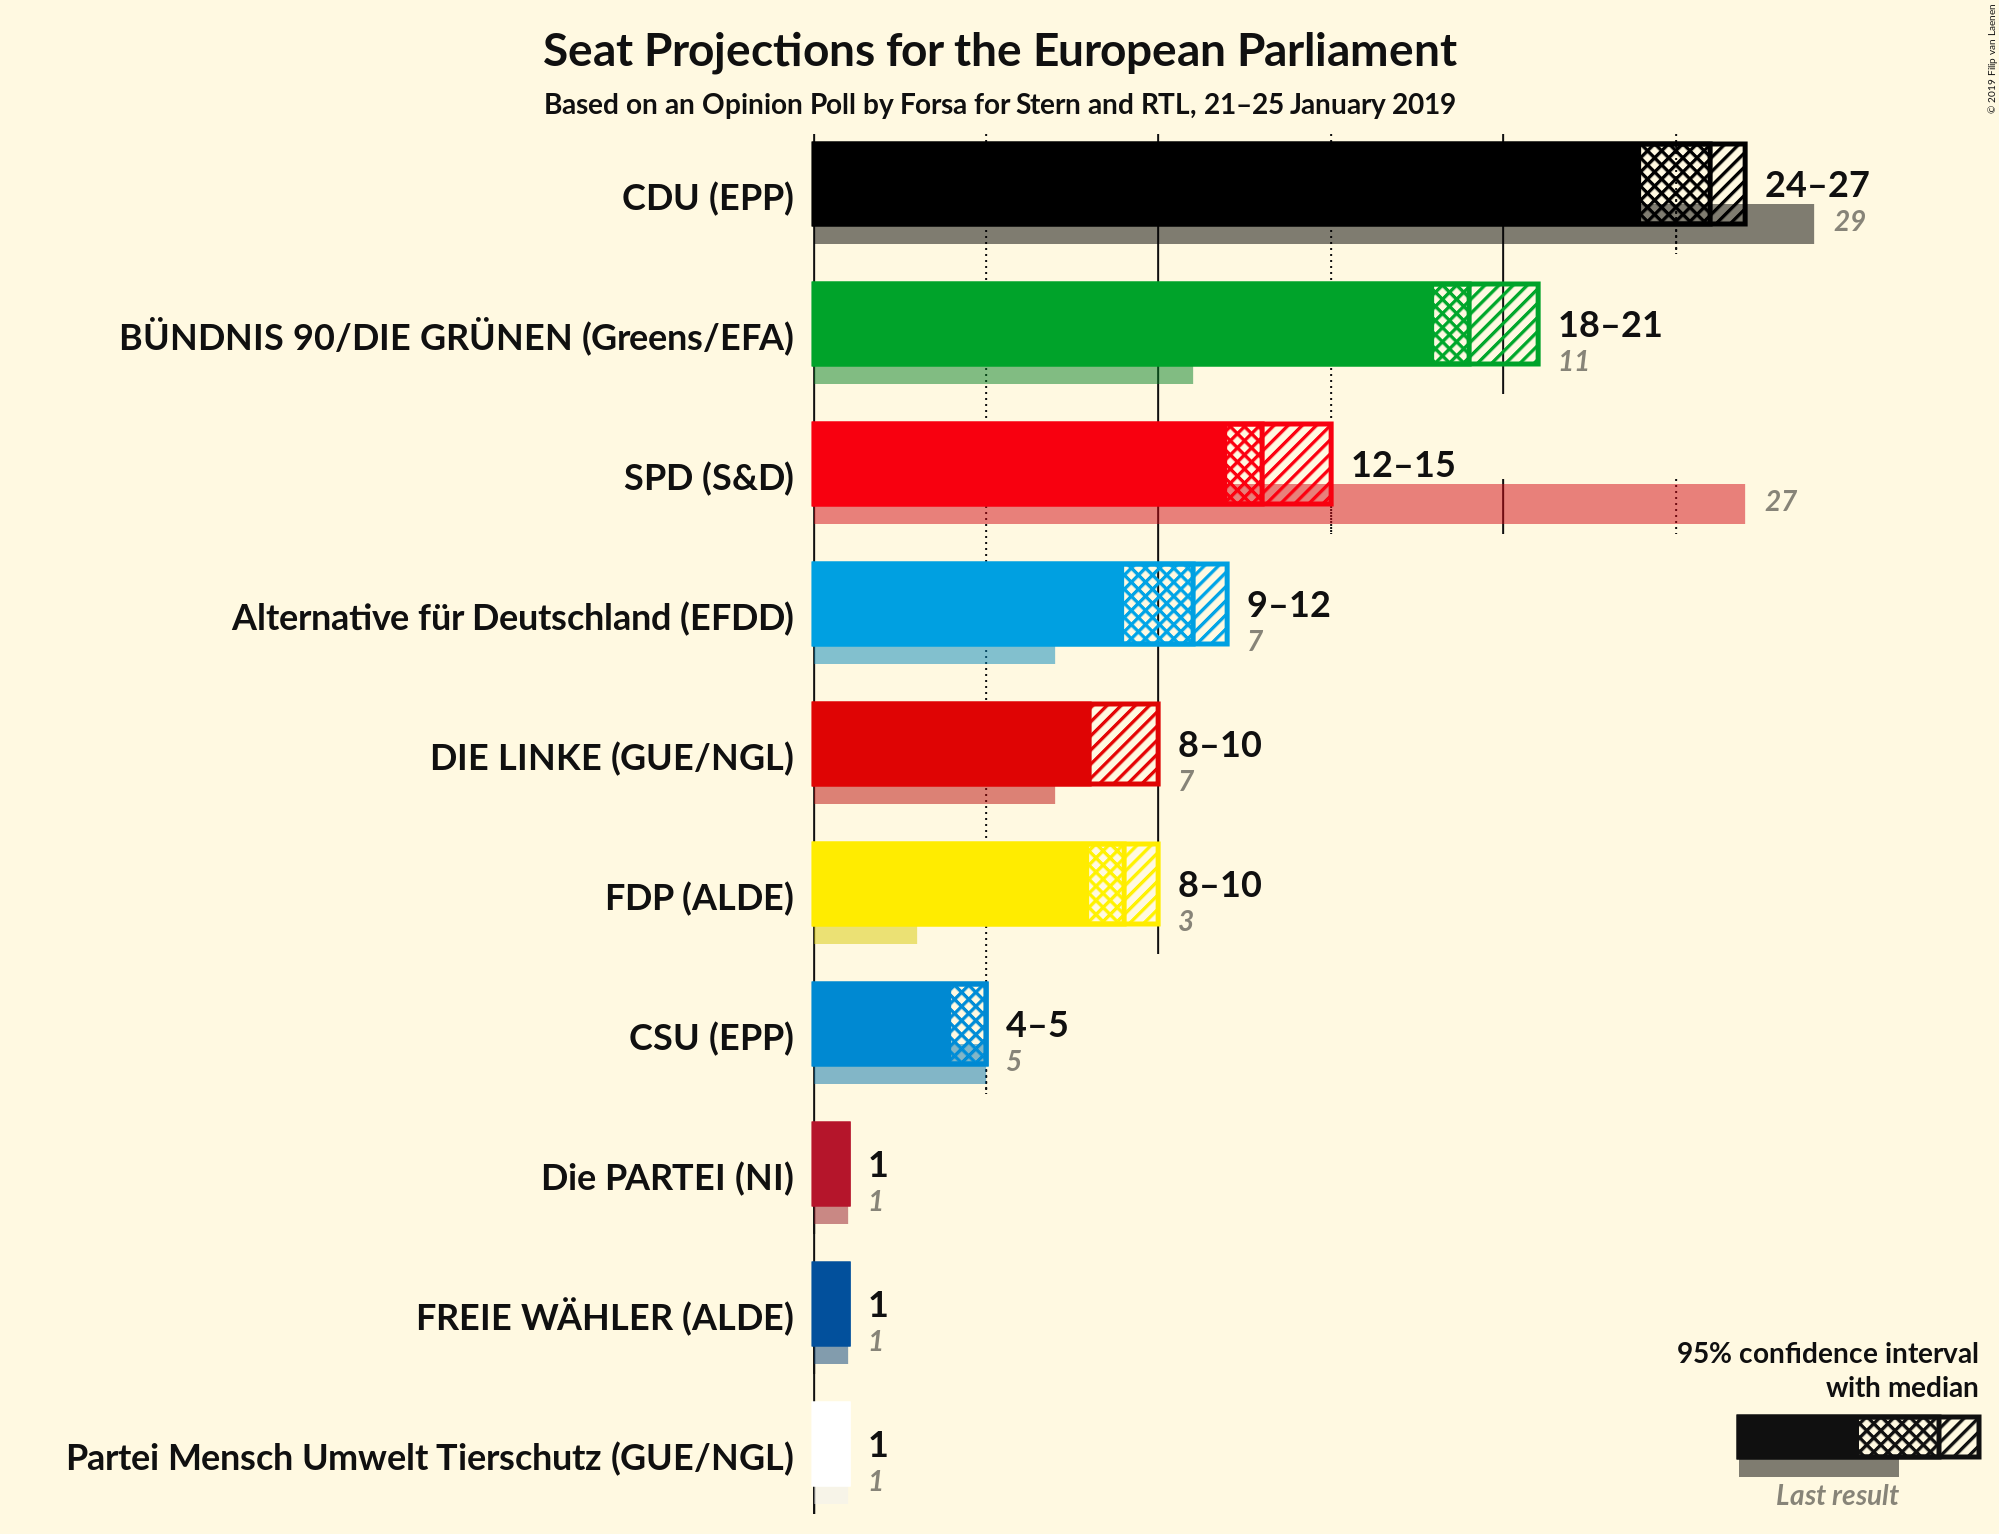 Seat Projections for the European Parliament
Based on an Opinion Poll by Forsa for Stern and RTL, 21–25 January 2019
© 2019 Filip van Laenen
CDU (EPP)
24–27
29
BÜNDNIS 90/DIE GRÜNEN (Greens/EFA)
18–21
11
SPD (S&D)
12–15
27
Alternative für Deutschland (EFDD)
9–12
7
DIE LINKE (GUE/NGL)
8–10
7
FDP (ALDE)
8–10
3
CSU (EPP)
4–5
5
Die PARTEI (NI)
1
1
FREIE WÄHLER (ALDE)
1
1
Partei Mensch Umwelt Tierschutz (GUE/NGL)
1
1
95% confidence interval
with median
Last result